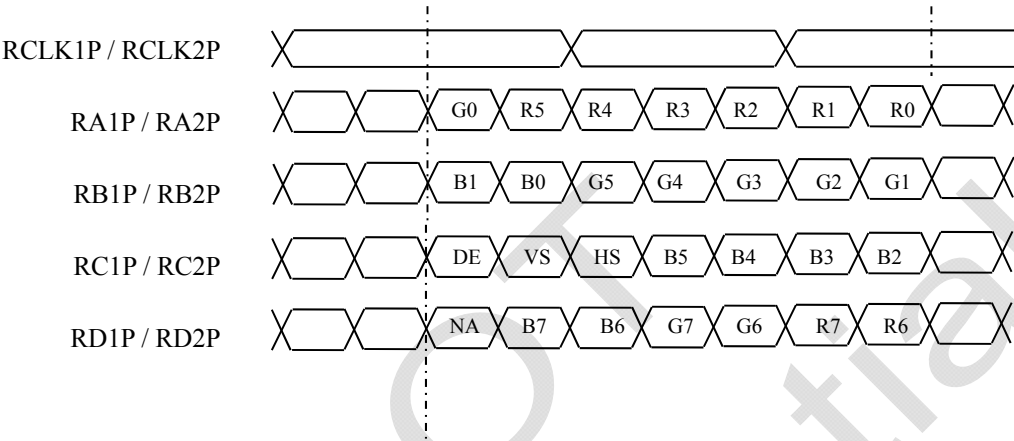 RCLK1P / RCLK2P
RA1P / RA2P G0 R5 R4 R3 R2 R1 R0
RB1P / RB2P B1 B0 G5 G4 G3 G2 G1
RC1P / RC2P DE VS HS B5 B4 B3 B2
RD1P / RD2P NA B7 B6 G7 G6 R7 R6